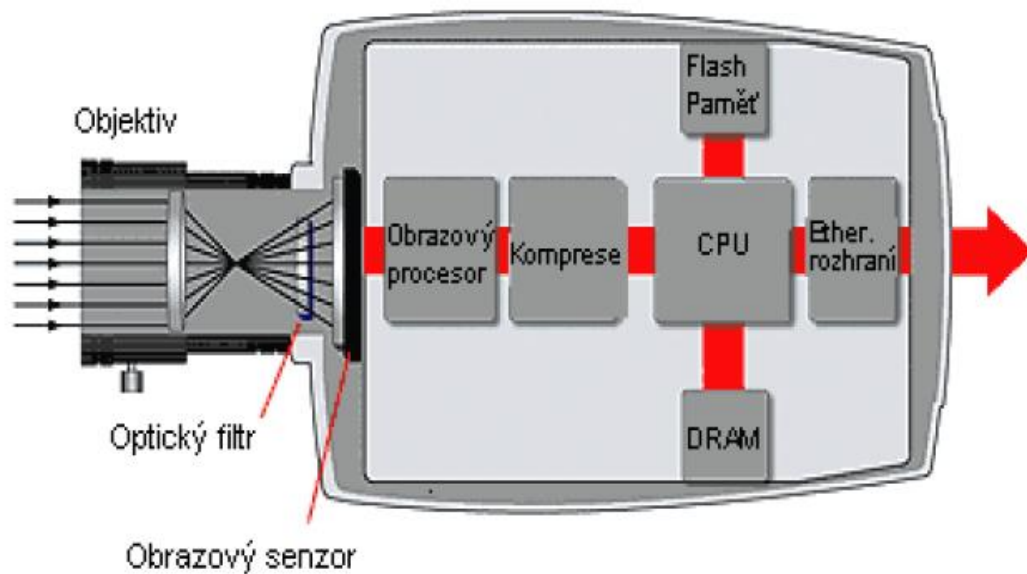 Objektiv
Flash
Paměť
Obrazový
procesor
Komprese
CPU
Ether.
rozhraní
DRAM
Optický filtr
Obrazový senzor